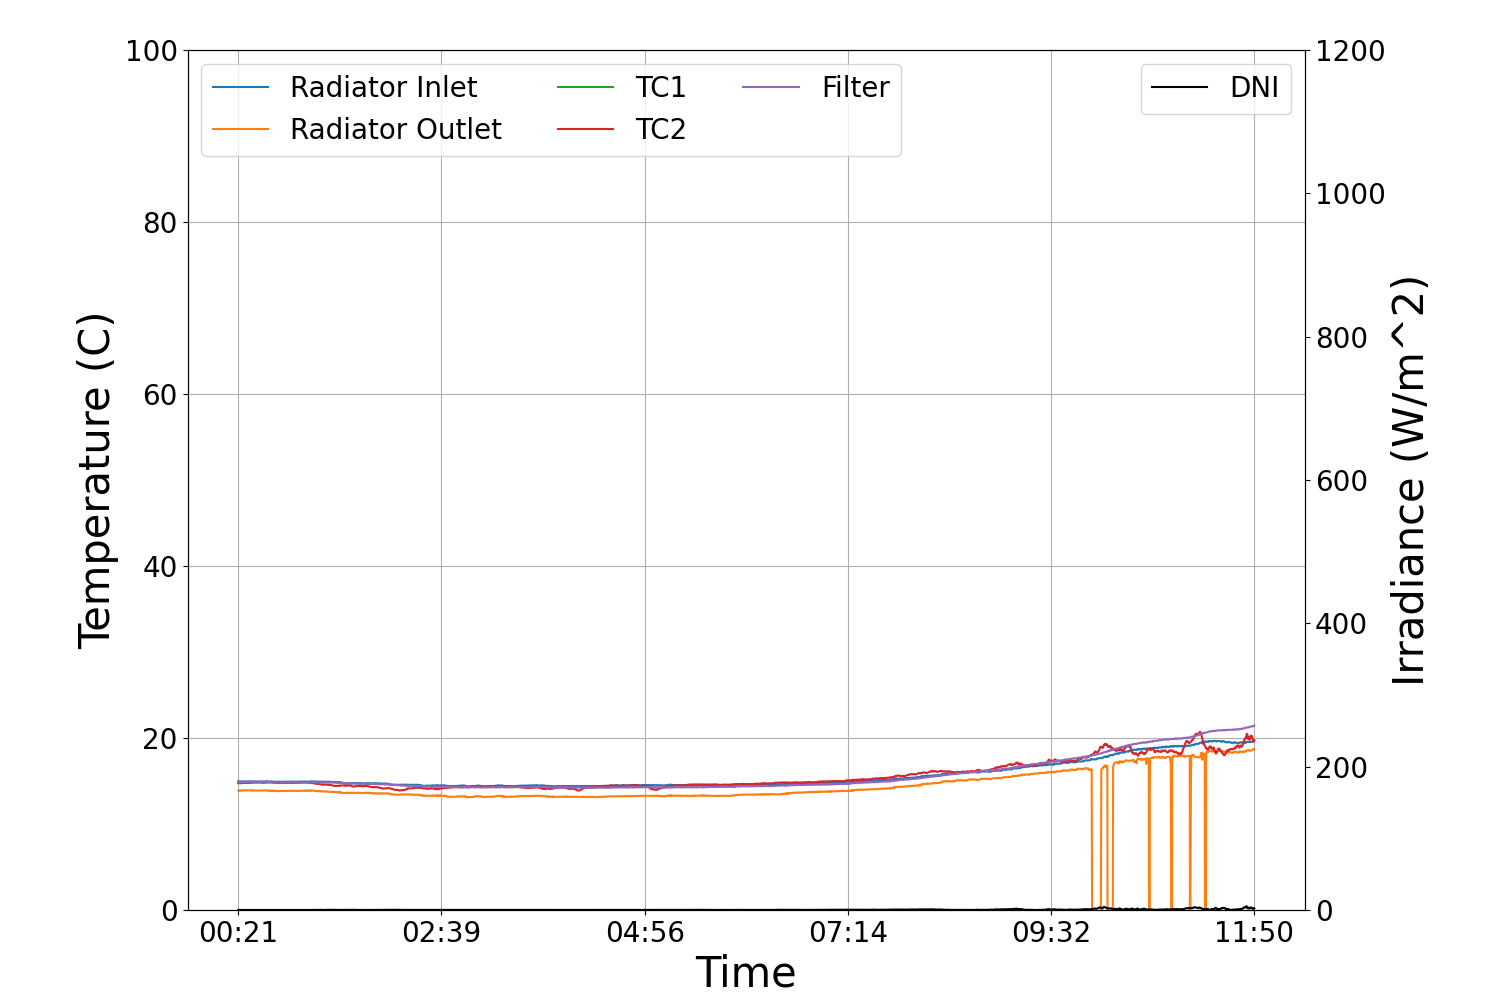 Radiator Inlet
Radiator Outlet
TC1
TC2
Filter
DNI
Temperature (C)
100
80
60
40
20
0
Irradiance (W/m^2)
1200
1000
800
600
400
200
0
00:21 02:39 04:56 07:14 09:32 11:50
Time